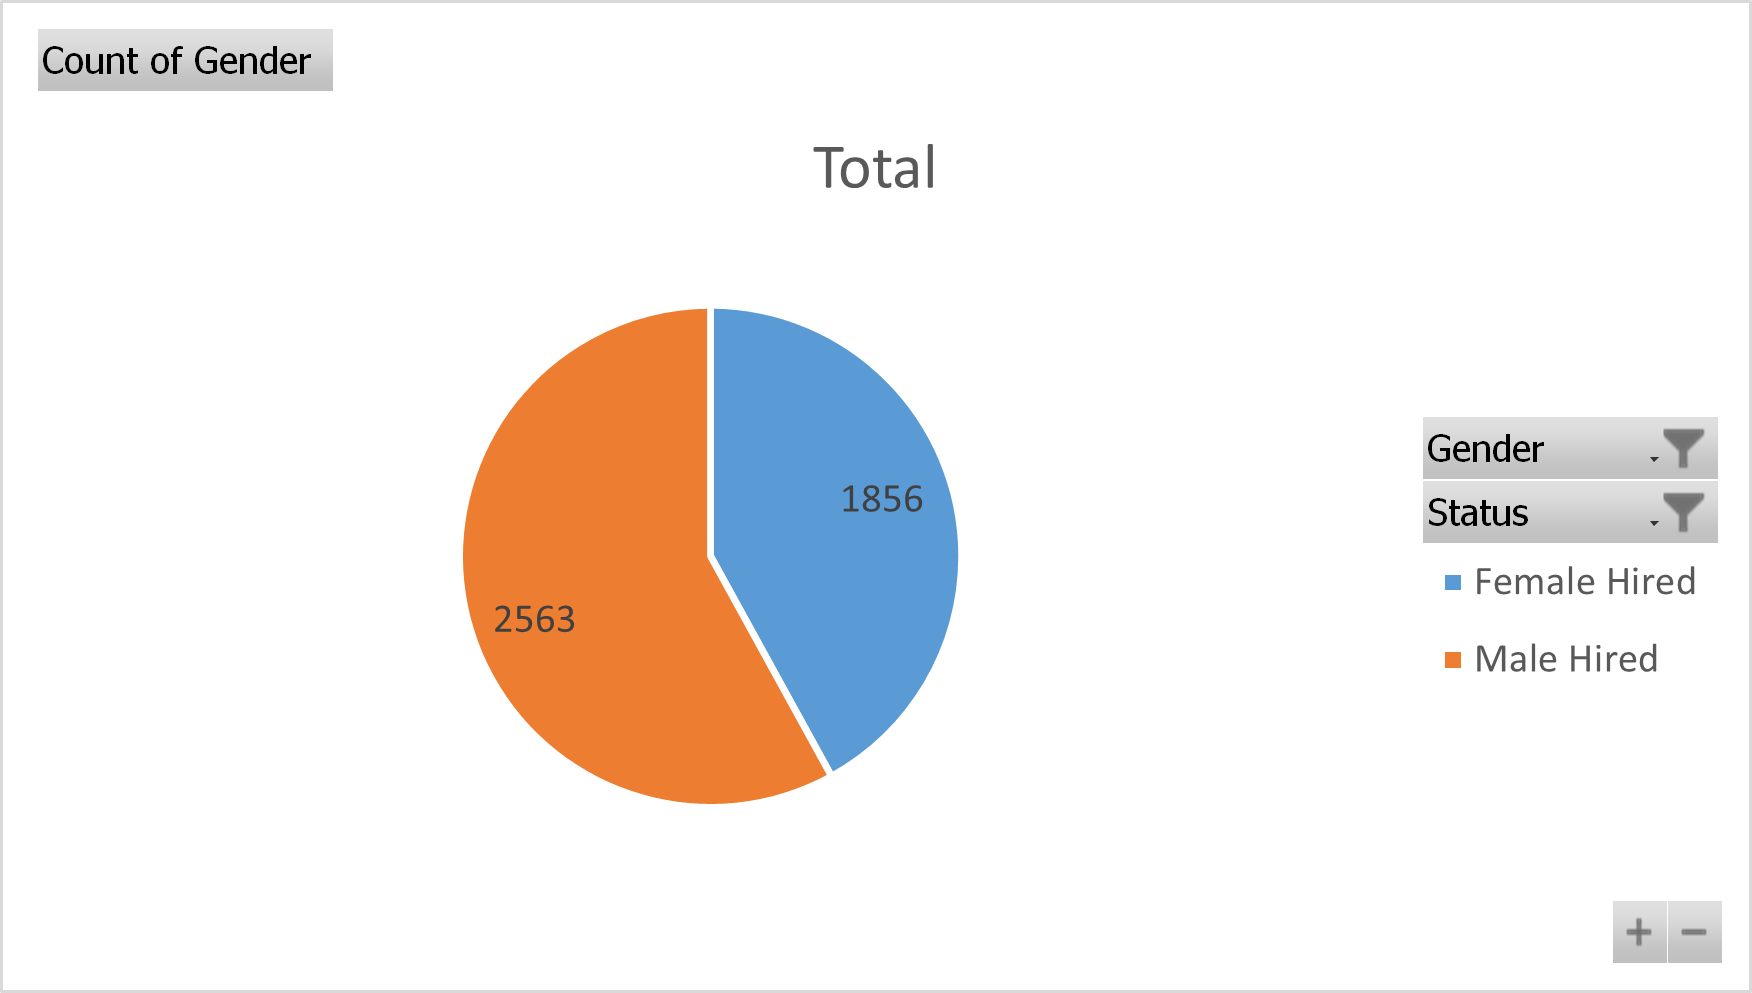 Count of Gender
Total
1856
2563
Gender
Status
Female Hired
Male Hired